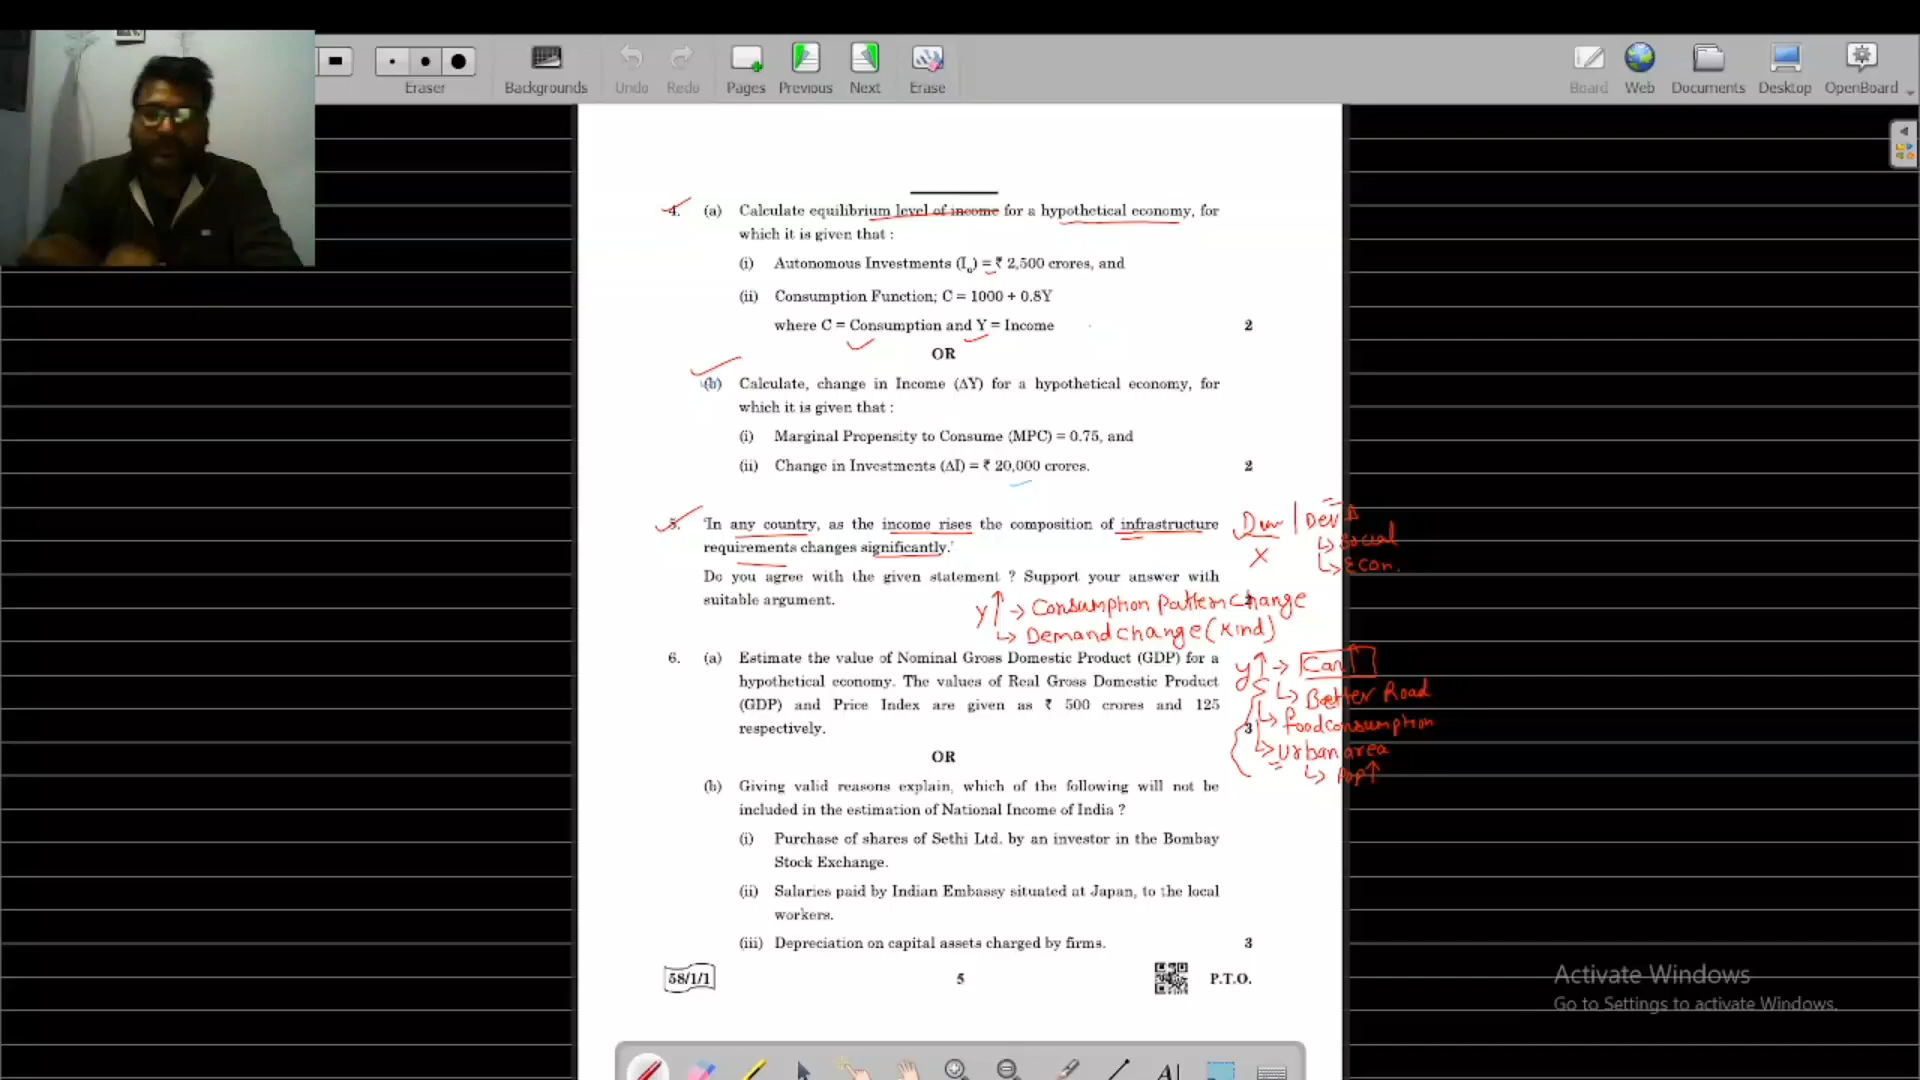 Eraser
Backgrounds
Undo
Redo
Pages
Previous
Next
Erase
Board
Web
Documents
Desktop
OpenBoard
4. (a) Calculate equilibrium level of income for a hypothetical economy, for
which it is given that :
(i) Autonomous Investments (I₀) = ₹ 2,500 crores, and
(ii) Consumption Function; C = 1000 + 0.8Y
where C = Consumption and Y = Income 2
OR
(b) Calculate, change in Income (ΔY) for a hypothetical economy, for
which it is given that :
(i) Marginal Propensity to Consume (MPC) = 0.75, and
(ii) Change in Investments (ΔI) = ₹ 20,000 crores. 2
5. 'In any country, as the income rises the composition of infrastructure
requirements changes significantly.'
Do you agree with the given statement ? Support your answer with
suitable argument.
Social
X
Econ.
Y↑ → Consumption Pattern Change
↳ Demand change (Kind)
6. (a) Estimate the value of Nominal Gross Domestic Product (GDP) for a
hypothetical economy. The values of Real Gross Domestic Product
(GDP) and Price Index are given as ₹ 500 crores and 125
respectively. 3
y↑ → Car↑
↳ Better Road
↳ food consumption
↳ Urban area
↳ Pop↑
OR
(b) Giving valid reasons explain, which of the following will not be
included in the estimation of National Income of India ?
(i) Purchase of shares of Sethi Ltd. by an investor in the Bombay
Stock Exchange.
(ii) Salaries paid by Indian Embassy situated at Japan, to the local
workers.
(iii) Depreciation on capital assets charged by firms. 3
58/1/1 5 P.T.O.
Activate Windows
Go to Settings to activate Windows.